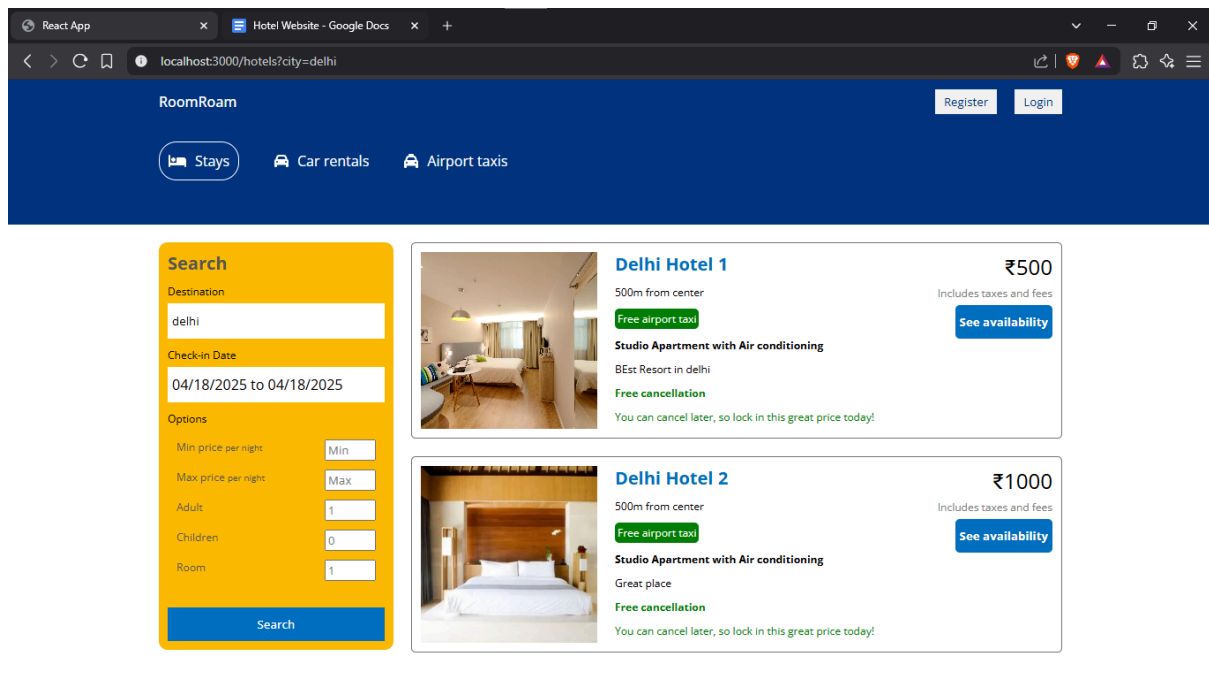 React App
Hotel Website - Google Docs
localhost:3000/hotels?city=delhi
RoomRoam
Register
Login
Stays
Car rentals
Airport taxis
Search
Destination
delhi
Check-in Date
04/18/2025 to 04/18/2025
Options
Min price per night
Min
Max price per night
Max
Adult
1
Children
0
Room
1
Search
Delhi Hotel 1
500m from center
Free airport taxi
Studio Apartment with Air conditioning
BEst Resort in delhi
Free cancellation
You can cancel later, so lock in this great price today!
₹500
Includes taxes and fees
See availability
Delhi Hotel 2
500m from center
Free airport taxi
Studio Apartment with Air conditioning
Great place
Free cancellation
You can cancel later, so lock in this great price today!
₹1000
Includes taxes and fees
See availability